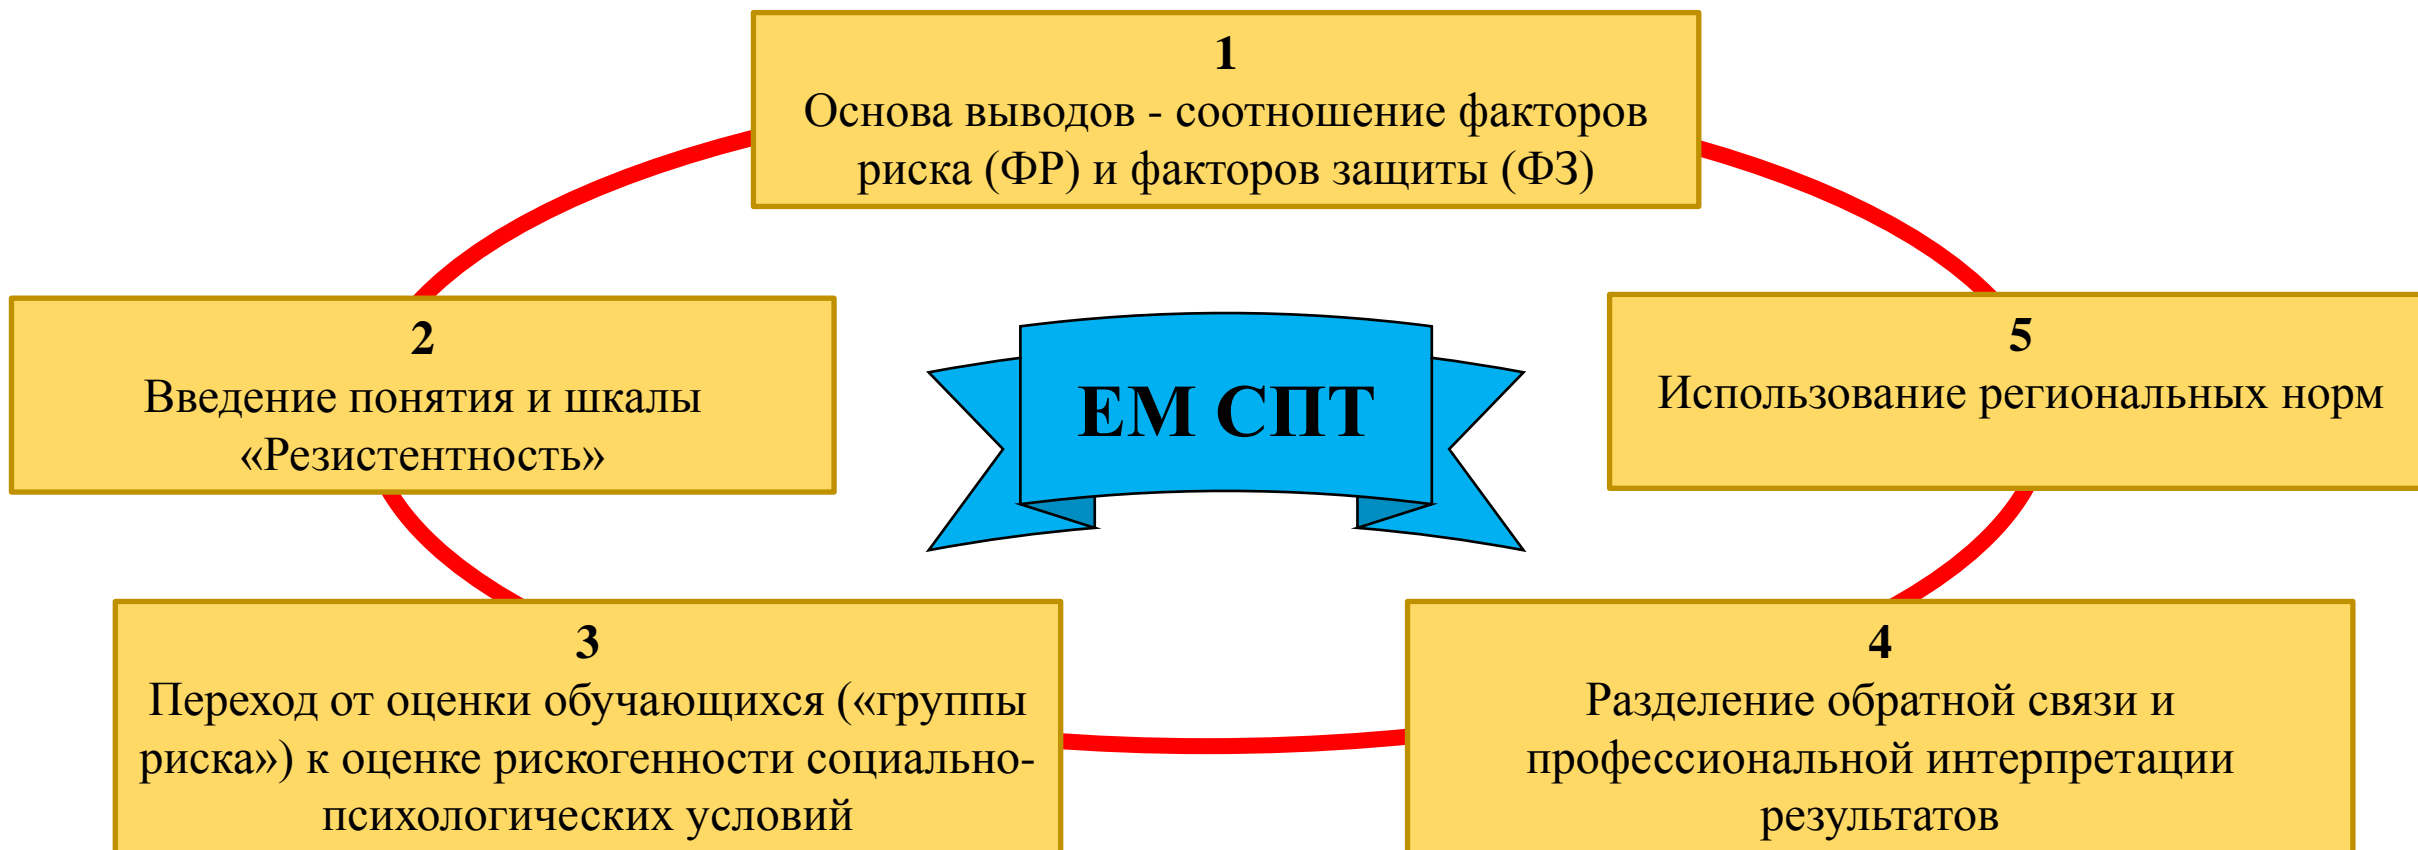 1
Основа выводов - соотношение факторов
риска (ФР) и факторов защиты (ФЗ)
2
Введение понятия и шкалы
«Резистентность»
ЕМ СПТ
5
Использование региональных норм
3
Переход от оценки обучающихся («группы
риска») к оценке рискогенности социально-
психологических условий
4
Разделение обратной связи и
профессиональной интерпретации
результатов